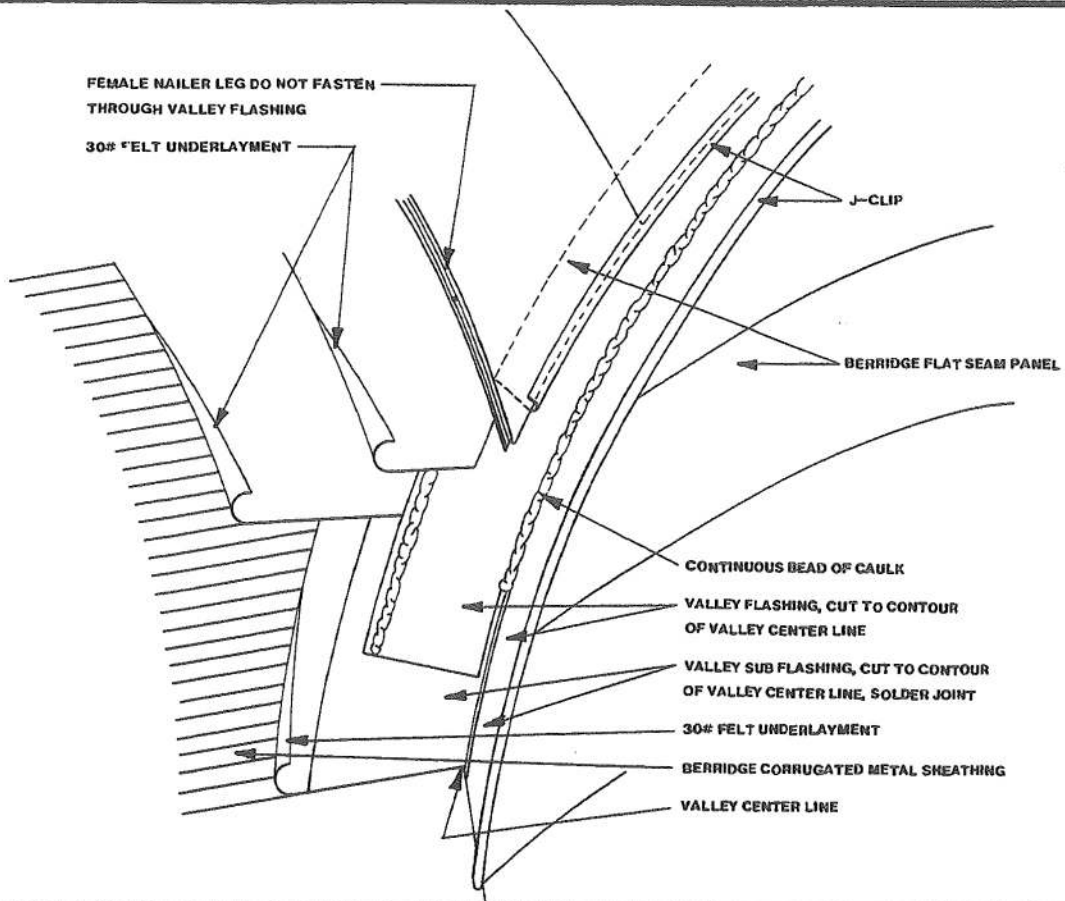 FEMALE NAILER LEG DO NOT FASTEN
THROUGH VALLEY FLASHING
30# FELT UNDERLAYMENT
J-CLIP
BERRIDGE FLAT SEAM PANEL
CONTINUOUS BEAD OF CAULK
VALLEY FLASHING, CUT TO CONTOUR
OF VALLEY CENTER LINE
VALLEY SUB FLASHING, CUT TO CONTOUR
OF VALLEY CENTER LINE, SOLDER JOINT
30# FELT UNDERLAYMENT
BERRIDGE CORRUGATED METAL SHEATHING
VALLEY CENTER LINE